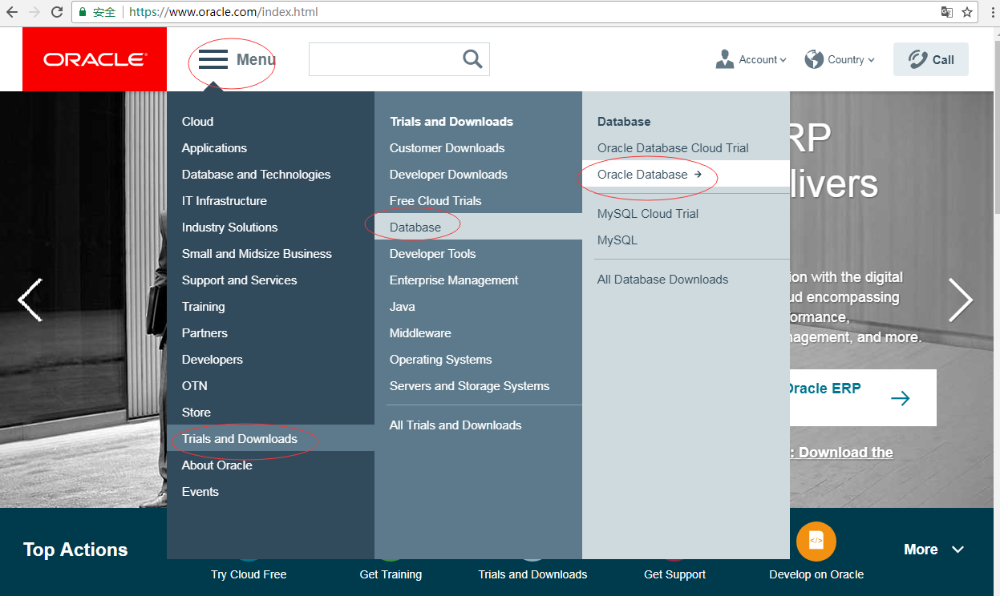 安全 https://www.oracle.com/index.html
ORACLE
Menu
Account
Country
Call
Cloud
Applications
Database and Technologies
IT Infrastructure
Industry Solutions
Small and Midsize Business
Support and Services
Training
Partners
Developers
OTN
Store
Trials and Downloads
About Oracle
Events
Trials and Downloads
Customer Downloads
Developer Downloads
Free Cloud Trials
Database
Developer Tools
Enterprise Management
Java
Middleware
Operating Systems
Servers and Storage Systems
All Trials and Downloads
Database
Oracle Database Cloud Trial
Oracle Database →
MySQL Cloud Trial
MySQL
All Database Downloads
RP
livers
ion with the digital
ud encompassing
formance,
nagement, and more.
Oracle ERP
: Download the
Top Actions
Try Cloud Free
Get Training
Trials and Downloads
Get Support
</>
Develop on Oracle
More